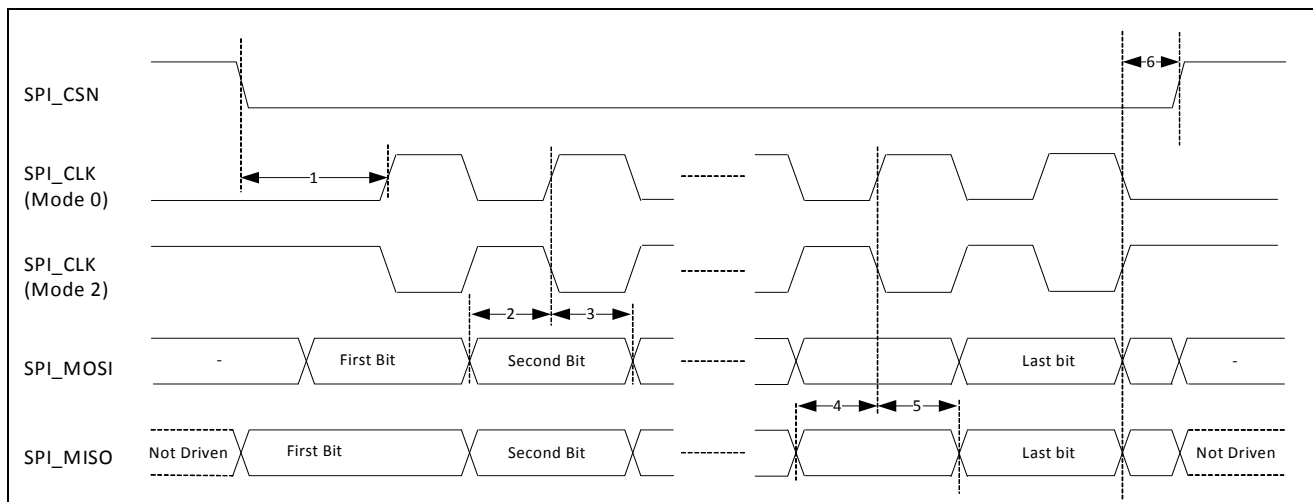 6
SPI_CSN
SPI_CLK
(Mode 0)
1
SPI_CLK
(Mode 2)
2 3
SPI_MOSI - First Bit Second Bit Last bit -
4 5
SPI_MISO Not Driven First Bit Second Bit Last bit Not Driven